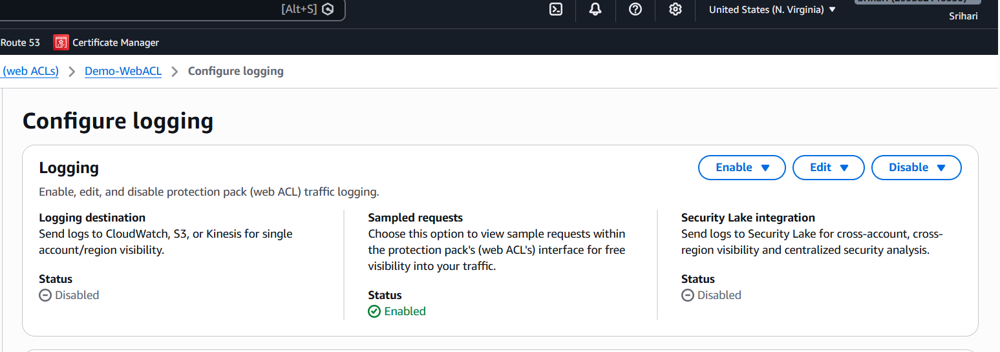 [Alt+S]
United States (N. Virginia)
Srihari
Route 53
Certificate Manager
(web ACLs)
Demo-WebACL
Configure logging
Configure logging
Logging
Enable
Edit
Disable
Enable, edit, and disable protection pack (web ACL) traffic logging.
Logging destination
Send logs to CloudWatch, S3, or Kinesis for single
account/region visibility.
Status
Disabled
Sampled requests
Choose this option to view sample requests within
the protection pack's (web ACL's) interface for free
visibility into your traffic.
Status
Enabled
Security Lake integration
Send logs to Security Lake for cross-account, cross-
region visibility and centralized security analysis.
Status
Disabled